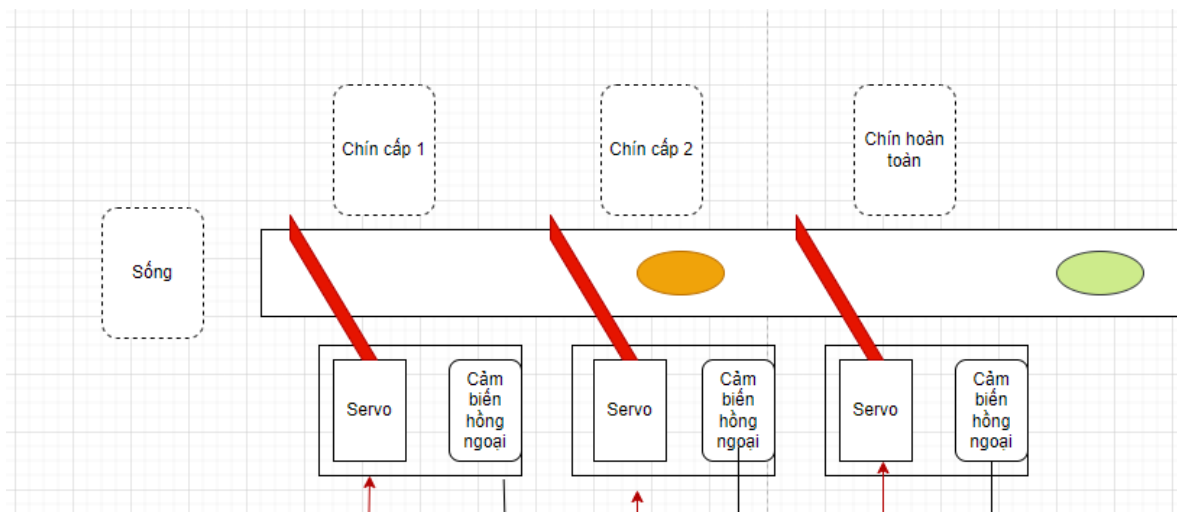 Chín cấp 1
Chín cấp 2
Chín hoàn
toàn
Sống
Servo
Cảm
biến
hồng
ngoại
Servo
Cảm
biến
hồng
ngoại
Servo
Cảm
biến
hồng
ngoại